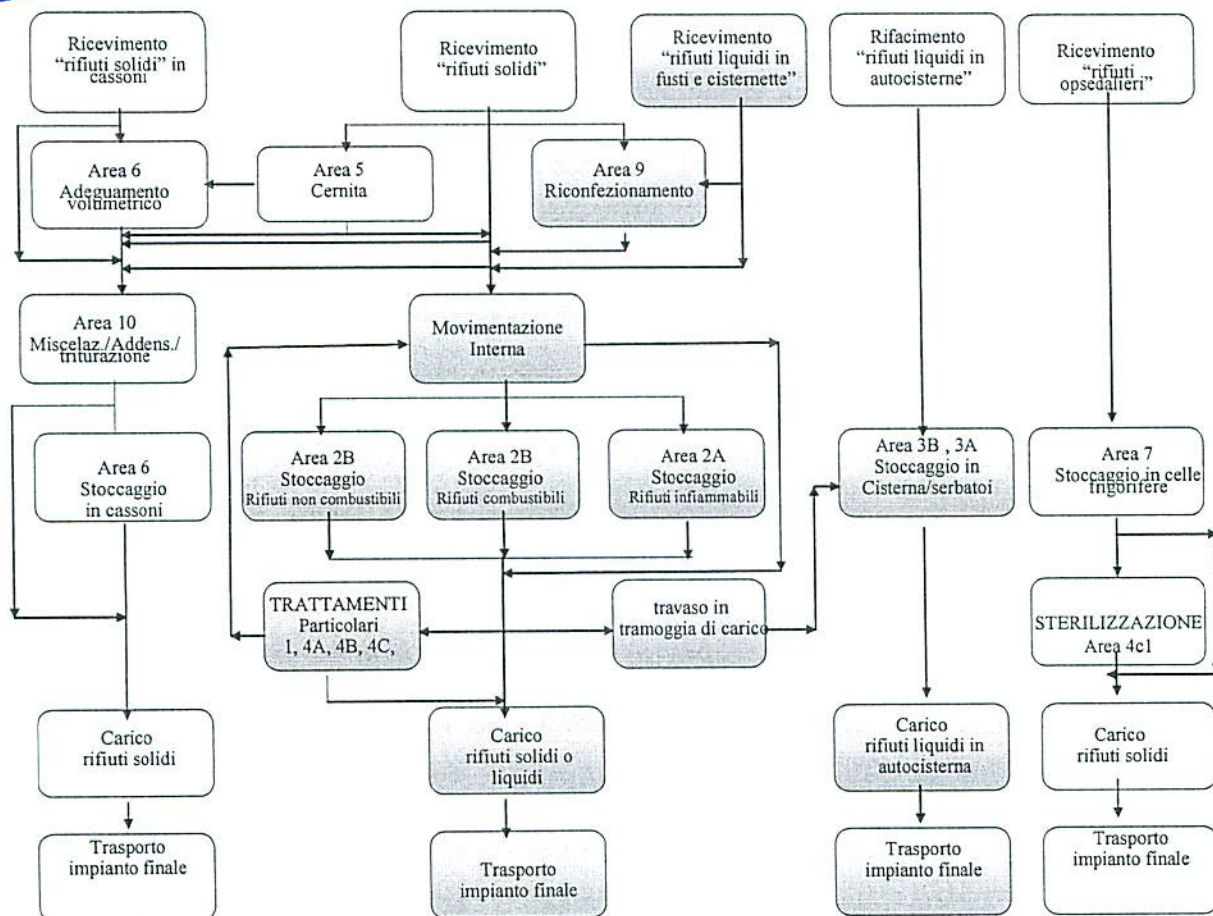 Ricevimento
“rifiuti solidi” in
cassoni
Ricevimento
“rifiuti solidi”
Ricevimento
“rifiuti liquidi in
fusti e cisternette”
Rifacimento
“rifiuti liquidi in
autocisterne”
Ricevimento
“rifiuti
opsedalieri”
Area 6
Adeguamento
voltimetrico
Area 5
Cernita
Area 9
Riconfezionamento
Area 10
Miscelaz./Addens./
triturazione
Movimentazione
Interna
Area 6
Stoccaggio
in cassoni
Area 2B
Stoccaggio
Rifiuti non combustibili
Area 2B
Stoccaggio
Rifiuti combustibili
Area 2A
Stoccaggio
Rifiuti infiammabili
Area 3B , 3A
Stoccaggio in
Cisterna/serbatoi
Area 7
Stoccaggio in celle
frigorifere
TRATTAMENTI
Particolari
1, 4A, 4B, 4C,
travaso in
tramoggia di carico
STERILIZZAZIONE
Area 4c1
Carico
rifiuti solidi
Carico
rifiuti solidi o
liquidi
Carico
rifiuti liquidi in
autocisterna
Carico
rifiuti solidi
Trasporto
impianto finale
Trasporto
impianto finale
Trasporto
impianto finale
Trasporto
impianto finale